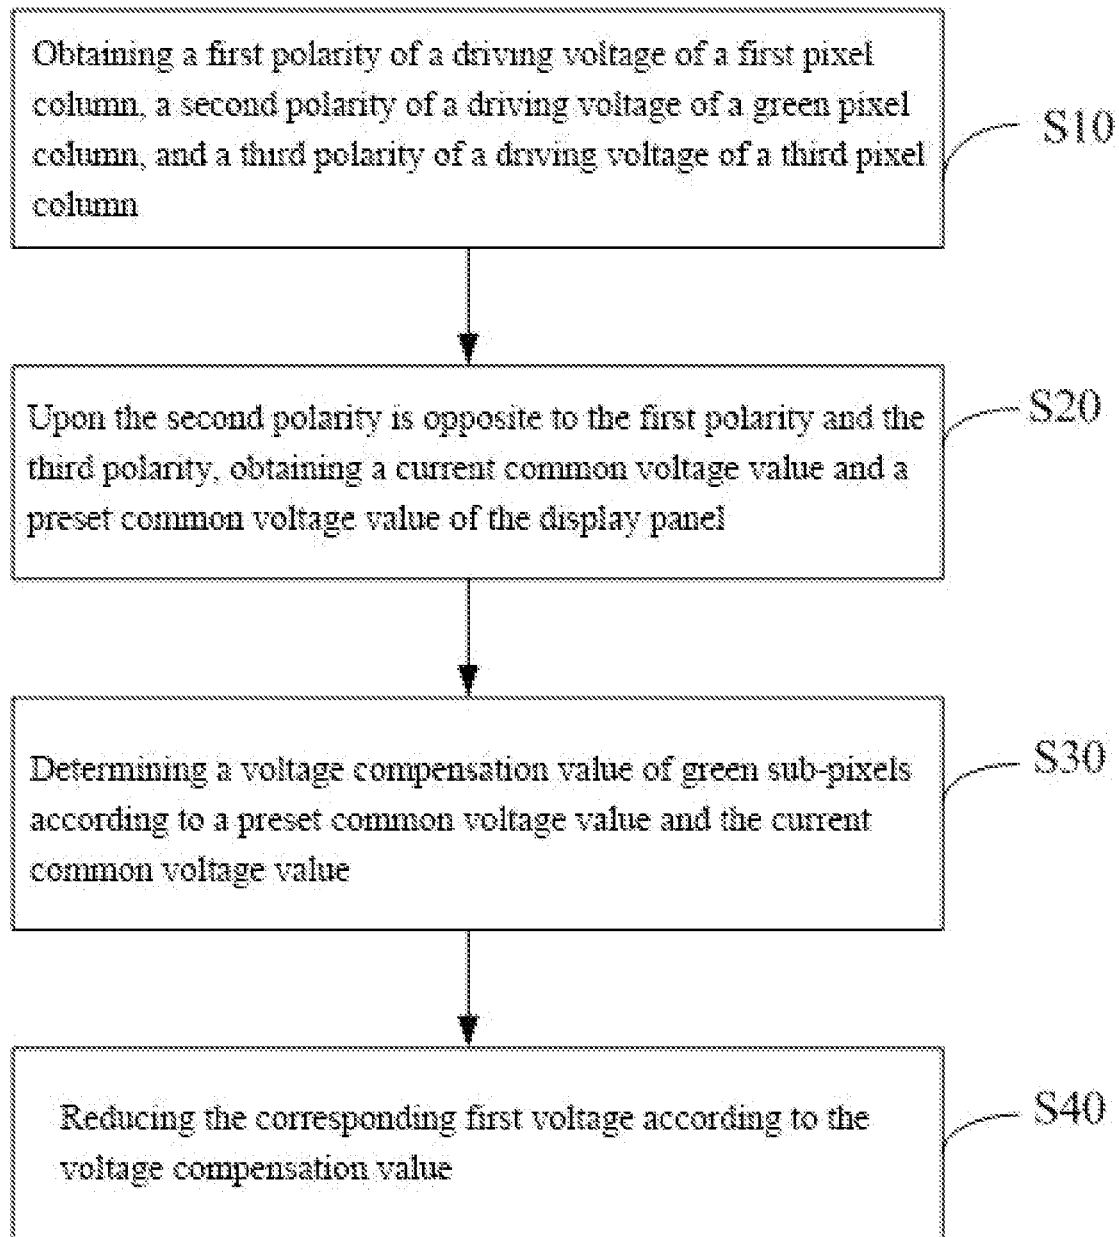 Obtaining a first polarity of a driving voltage of a first pixel
column, a second polarity of a driving voltage of a green pixel
column, and a third polarity of a driving voltage of a third pixel
column
S10
Upon the second polarity is opposite to the first polarity and the
third polarity, obtaining a current common voltage value and a
preset common voltage value of the display panel
S20
Determining a voltage compensation value of green sub-pixels
according to a preset common voltage value and the current
common voltage value
S30
Reducing the corresponding first voltage according to the
voltage compensation value
S40